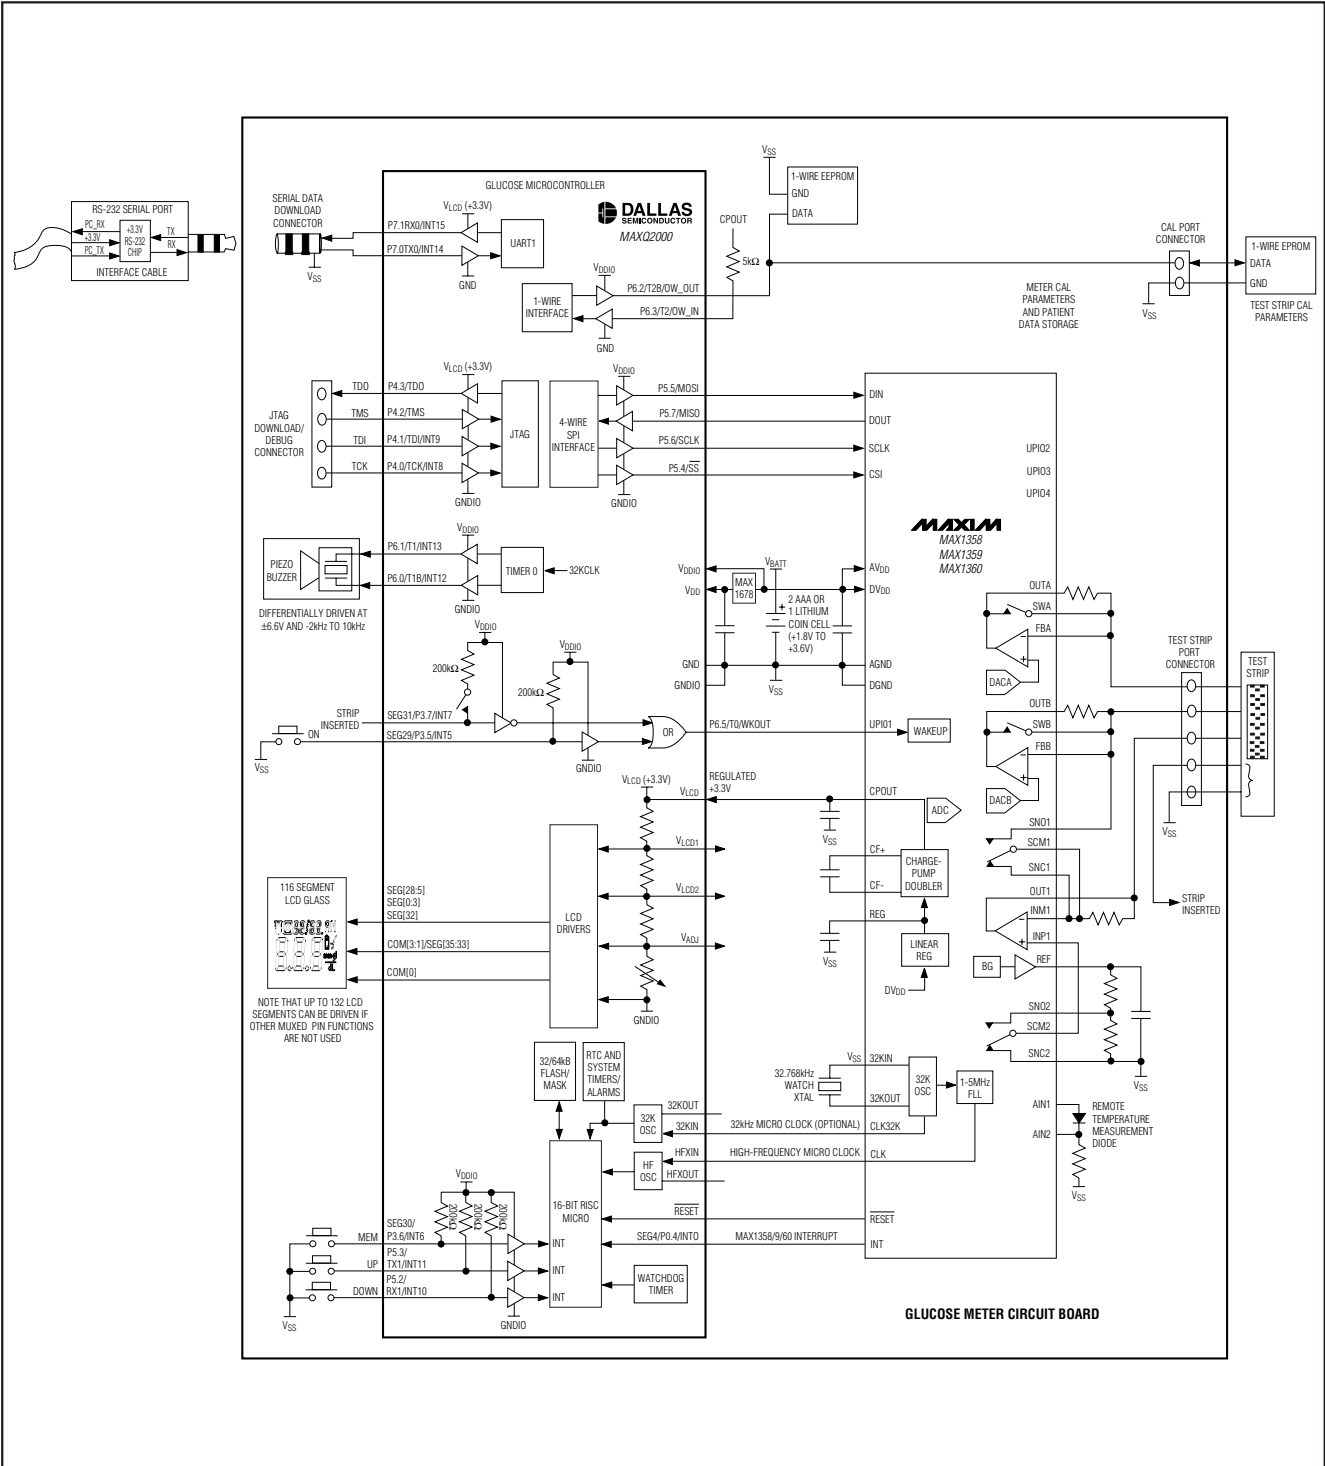 RS-232 SERIAL PORT
PC_RX
+3.3V
PC_TX
+3.3V
RS-232
CHIP
TX
RX
INTERFACE CABLE
SERIAL DATA
DOWNLOAD
CONNECTOR
VSS
GLUCOSE MICROCONTROLLER
DALLAS
SEMICONDUCTOR
MAXQ2000
VLCD (+3.3V)
P7.1RX0/INT15
P7.0TX0/INT14
UART1
GND
VDDIO
1-WIRE
INTERFACE
P6.2/T2B/OW_OUT
P6.3/T2/OW_IN
GND
VSS
1-WIRE EEPROM
GND
DATA
CPOUT
5kΩ
METER CAL
PARAMETERS
AND PATIENT
DATA STORAGE
CAL PORT
CONNECTOR
VSS
1-WIRE EPROM
DATA
GND
TEST STRIP CAL
PARAMETERS
JTAG
DOWNLOAD/
DEBUG
CONNECTOR
TDO
TMS
TDI
TCK
P4.3/TDO
P4.2/TMS
P4.1/TDI/INT9
P4.0/TCK/INT8
VLCD (+3.3V)
GNDIO
JTAG
4-WIRE
SPI
INTERFACE
VDDIO
GNDIO
P5.5/MOSI
P5.7/MISO
P5.6/SCLK
P5.4/SS
DIN
DOUT
SCLK
CSI
UPIO2
UPIO3
UPIO4
MAXIM
MAX1358
MAX1359
MAX1360
PIEZO
BUZZER
DIFFERENTIALLY DRIVEN AT
±6.6V AND -2kHz TO 10kHz
P6.1/T1/INT13
P6.0/T1B/INT12
VDDIO
GNDIO
TIMER 0
32KCLK
VDDIO
VDD
GND
GNDIO
MAX
1678
VBATT
+
2 AAA OR
1 LITHIUM
COIN CELL
(+1.8V TO
+3.6V)
VSS
AVDD
DVDD
AGND
DGND
STRIP
INSERTED
ON
VSS
VDDIO
200kΩ
VDDIO
200kΩ
SEG31/P3.7/INT7
SEG29/P3.5/INT5
GNDIO
OR
P6.5/T0/WKOUT
UPI01
WAKEUP
OUTA
SWA
FBA
DACA
OUTB
SWB
FBB
DACB
TEST STRIP
PORT
CONNECTOR
TEST
STRIP
VSS
STRIP
INSERTED
VLCD (+3.3V)
VLCD
REGULATED
+3.3V
VLCD1
VLCD2
VADJ
GNDIO
LCD
DRIVERS
116 SEGMENT
LCD GLASS
SEG[28:5]
SEG[0:3]
SEG[32]
COM[3:1]/SEG[35:33]
COM[0]
NOTE THAT UP TO 132 LCD
SEGMENTS CAN BE DRIVEN IF
OTHER MUXED PIN FUNCTIONS
ARE NOT USED
CPOUT
VSS
CF+
CF-
REG
VSS
ADC
CHARGE-
PUMP
DOUBLER
LINEAR
REG
DVDD
SNO1
SCM1
SNC1
OUT1
INM1
INP1
BG
REF
SNO2
SCM2
SNC2
VSS
32/64kB
FLASH/
MASK
RTC AND
SYSTEM
TIMERS/
ALARMS
32K
OSC
HF
OSC
32KOUT
32KIN
HFXIN
HFXOUT
VSS
32.768kHz
WATCH
XTAL
32KIN
32KOUT
32K
OSC
1-5MHz
FLL
32kHz MICRO CLOCK (OPTIONAL)
CLK32K
HIGH-FREQUENCY MICRO CLOCK
CLK
AIN1
AIN2
REMOTE
TEMPERATURE
MEASUREMENT
DIODE
VSS
16-BIT RISC
MICRO
INT
INT
INT
RESET
SEG4/P0.4/INTO
MAX1358/9/60 INTERRUPT
RESET
INT
WATCHDOG
TIMER
VDDIO
200kΩ
200kΩ
200kΩ
MEM
SEG30/
P3.6/INT6
UP
P5.3/
TX1/INT11
DOWN
P5.2/
RX1/INT10
VSS
GNDIO
GLUCOSE METER CIRCUIT BOARD